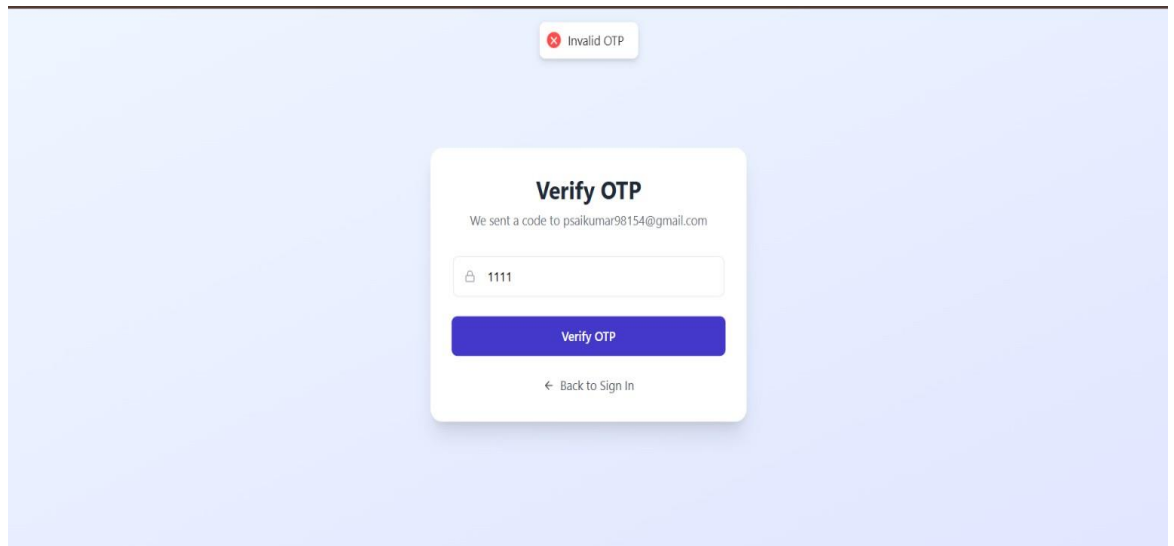 Invalid OTP
Verify OTP
We sent a code to psaikumar98154@gmail.com
1111
Verify OTP
← Back to Sign In